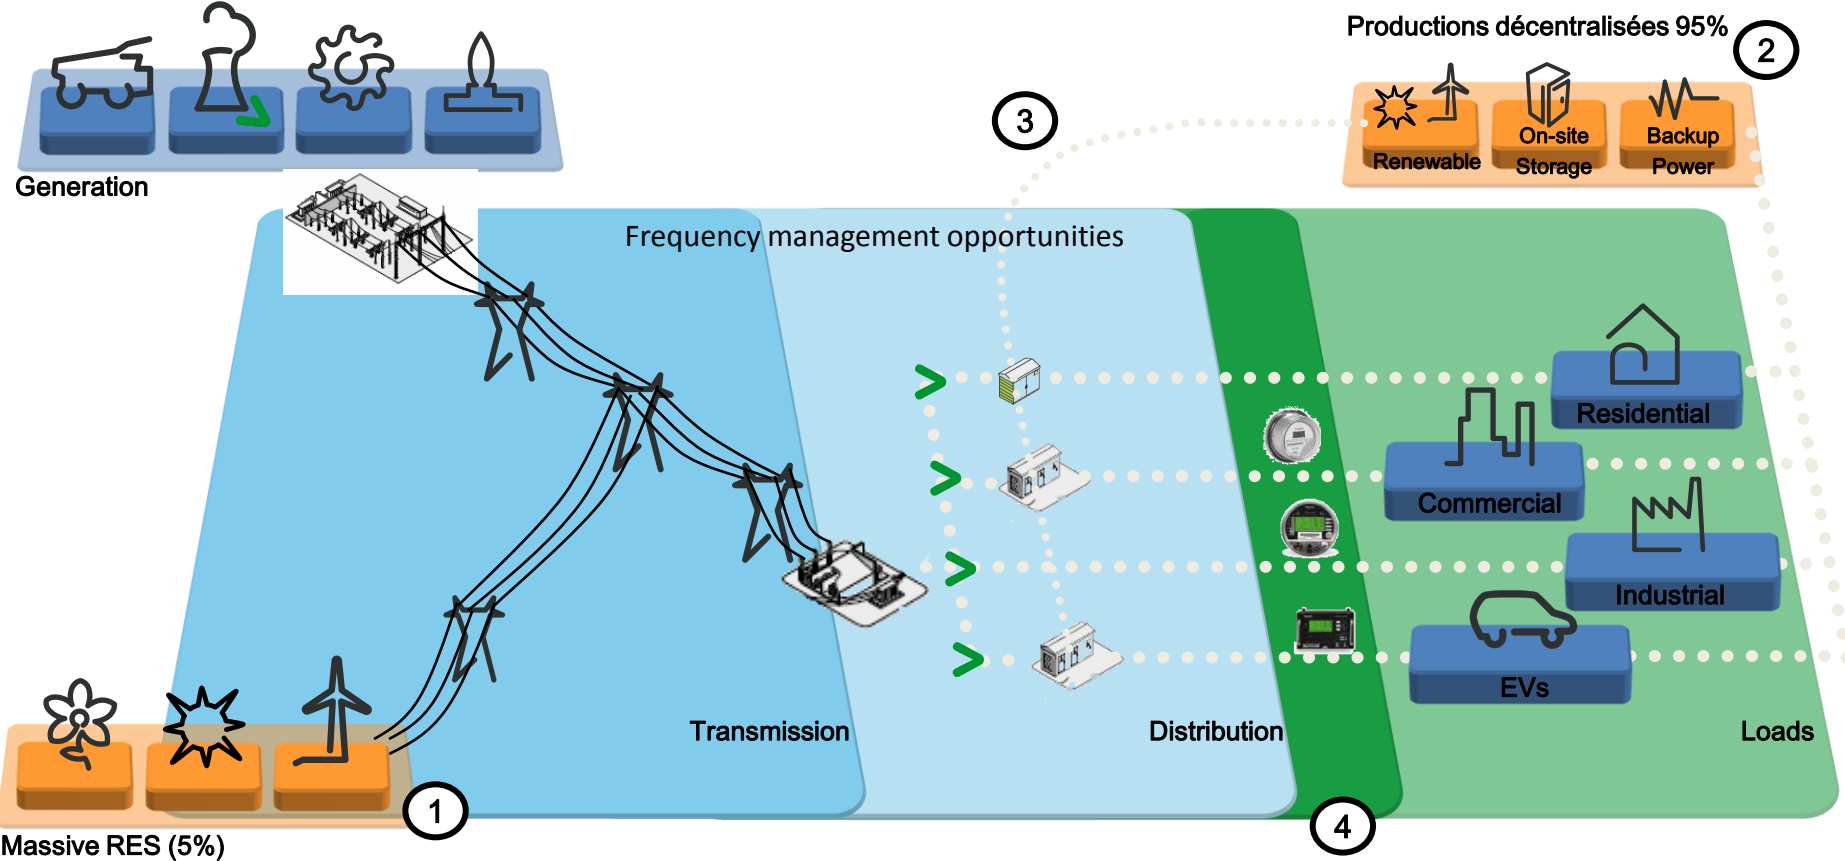 Productions décentralisées 95%
2
3
On-site
Backup
Renewable
Storage
Power
Generation
Frequency management opportunities
Residential
Commercial
Industrial
EVs
Transmission
Distribution
Loads
1
4
Massive RES (5%)